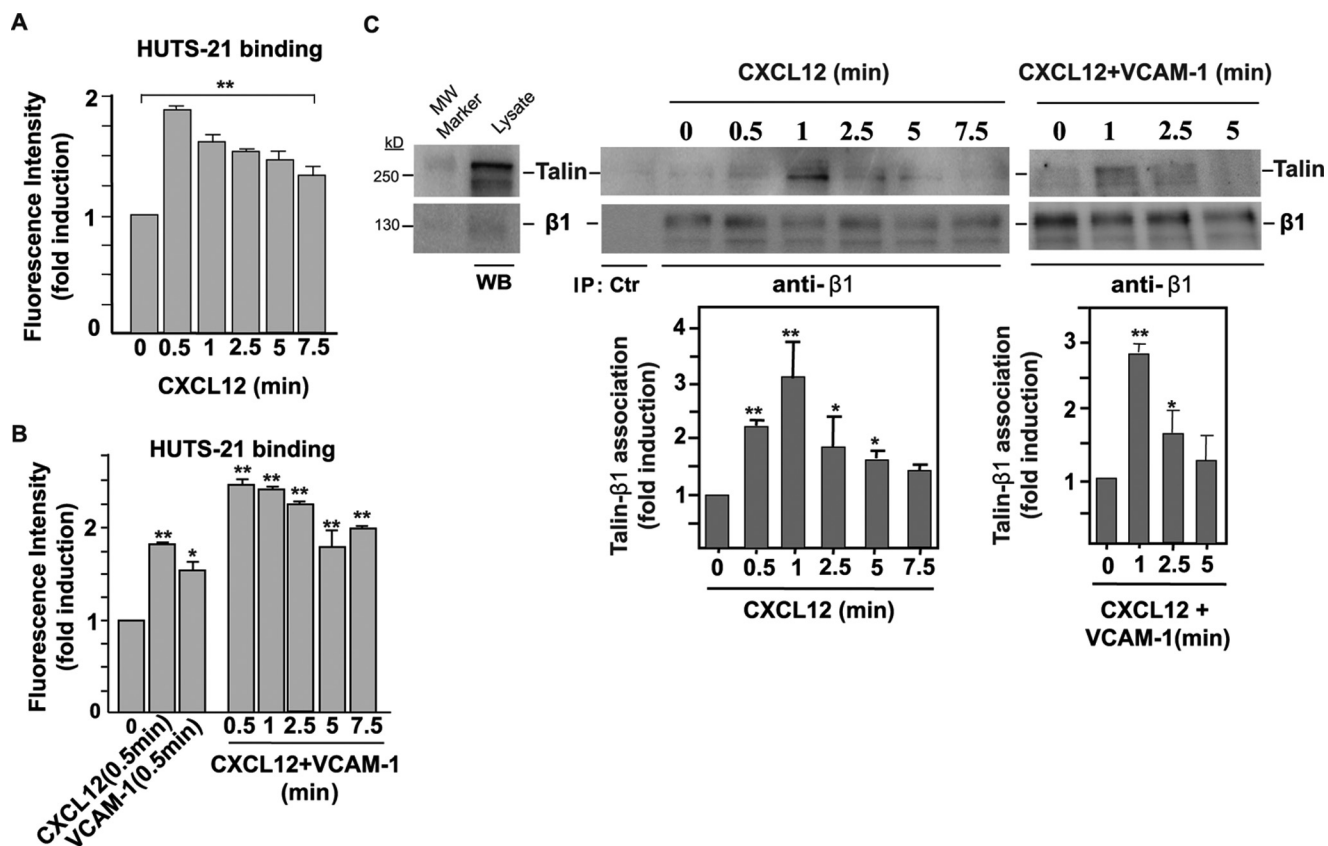 A
HUTS-21 binding
Fluorescence Intensity
(fold induction)
2
1
0
**
0 0.5 1 2.5 5 7.5
CXCL12 (min)
B
HUTS-21 binding
Fluorescence Intensity
(fold induction)
2
1
0
** * ** ** ** ** **
0
CXCL12(0.5min)
VCAM-1(0.5min)
0.5 1 2.5 5 7.5
CXCL12+VCAM-1
(min)
C
MW
Marker
Lysate
kD
250
130
Talin
β1
WB
CXCL12 (min)
0 0.5 1 2.5 5 7.5
CXCL12+VCAM-1 (min)
0 1 2.5 5
Talin
β1
IP: Ctr
anti-β1
anti-β1
Talin-β1 association
(fold induction)
4
3
2
1
** ** * *
0 0.5 1 2.5 5 7.5
CXCL12 (min)
Talin-β1 association
(fold induction)
3
2
1
** *
0 1 2.5 5
CXCL12 +
VCAM-1(min)